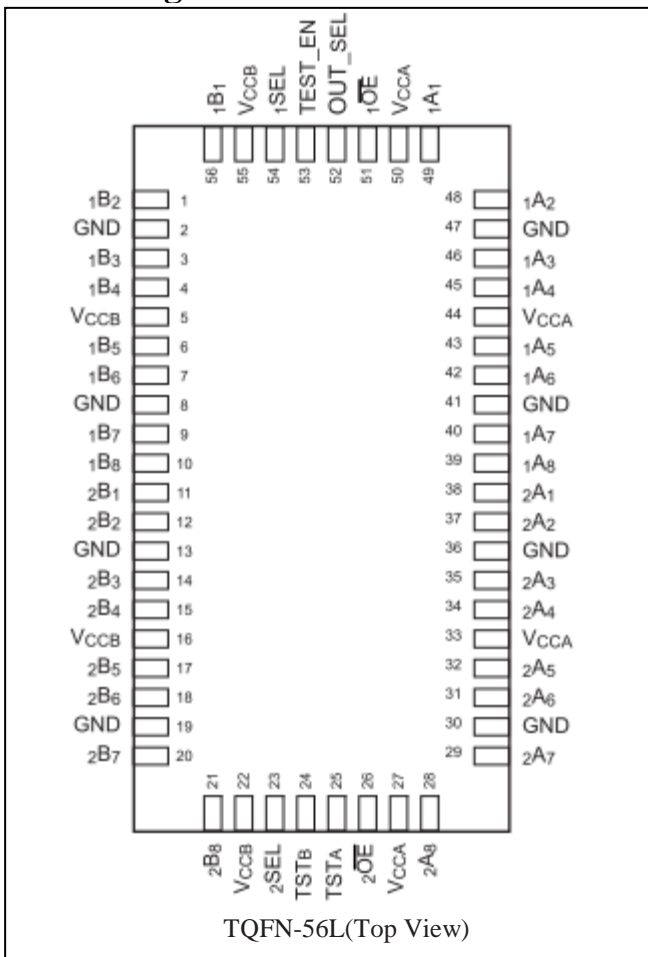 1B1 VCCB 1SEL TEST_EN OUT_SEL 1OE VCCA 1A1
56 55 54 53 52 51 50 49
1B2 1 48 1A2
GND 2 47 GND
1B3 3 46 1A3
1B4 4 45 1A4
VCCB 5 44 VCCA
1B5 6 43 1A5
1B6 7 42 1A6
GND 8 41 GND
1B7 9 40 1A7
1B8 10 39 1A8
2B1 11 38 2A1
2B2 12 37 2A2
GND 13 36 GND
2B3 14 35 2A3
2B4 15 34 2A4
VCCB 16 33 VCCA
2B5 17 32 2A5
2B6 18 31 2A6
GND 19 30 GND
2B7 20 29 2A7
21 22 23 24 25 26 27 28
2B8 VCCB 2SEL TSTB TSTA 2OE VCCA 2A8
TQFN-56L(Top View)